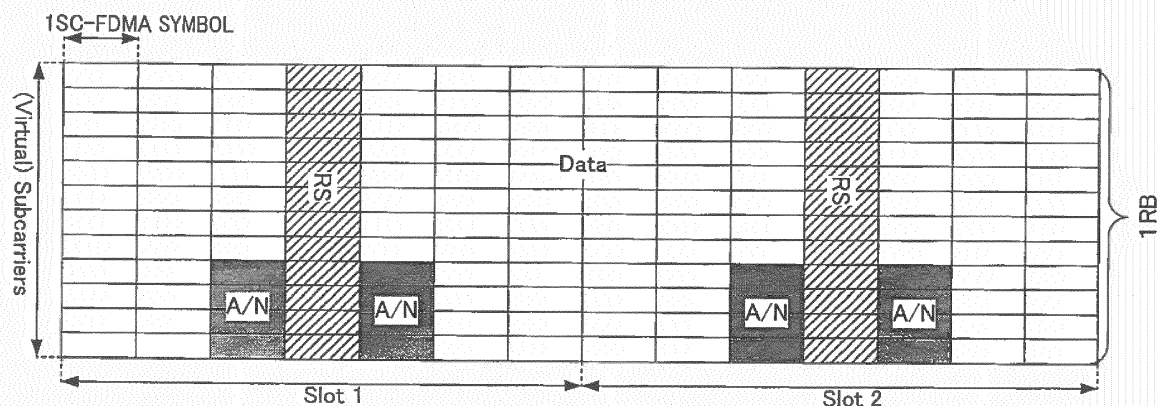 1SC-FDMA SYMBOL
(Virtual) Subcarriers
Data
RS
RS
A/N
A/N
A/N
A/N
1 RB
Slot 1
Slot 2